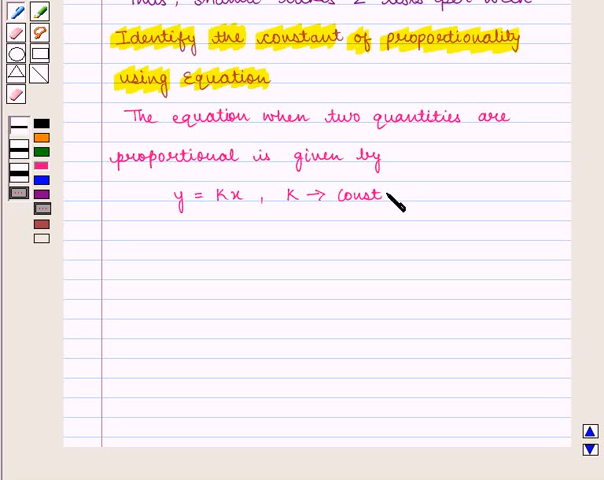 Identify the constant of proportionality
using Equation
The equation when two quantities are
proportional is given by
y = Kx , K → Const